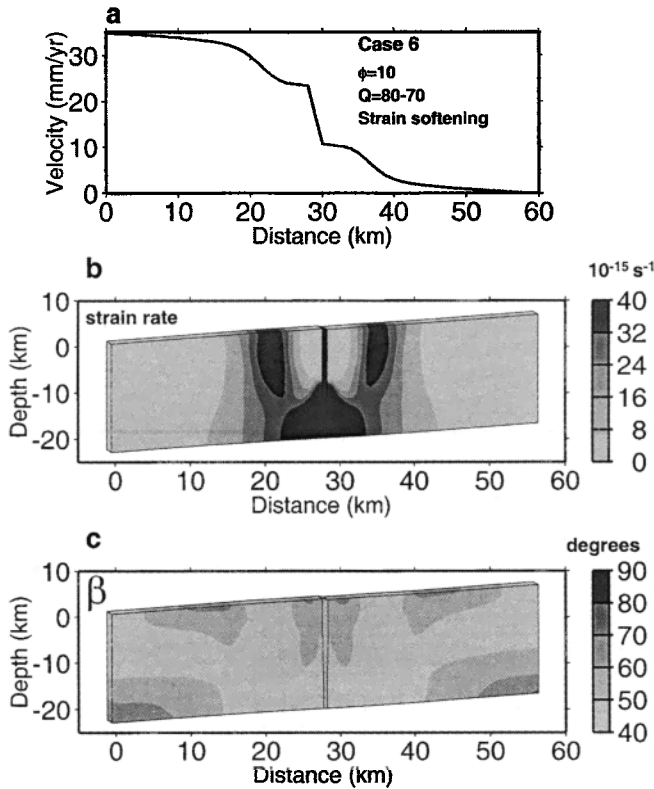 a
Velocity (mm/yr)
30
20
10
0
Case 6
ϕ=10
Q=80-70
Strain softening
0 10 20 30 40 50 60
Distance (km)
b
10⁻¹⁵ s⁻¹
strain rate
Depth (km)
10
0
-10
-20
0 10 20 30 40 50 60
Distance (km)
40
32
24
16
8
0
c
degrees
β
Depth (km)
10
0
-10
-20
0 10 20 30 40 50 60
Distance (km)
90
80
70
60
50
40